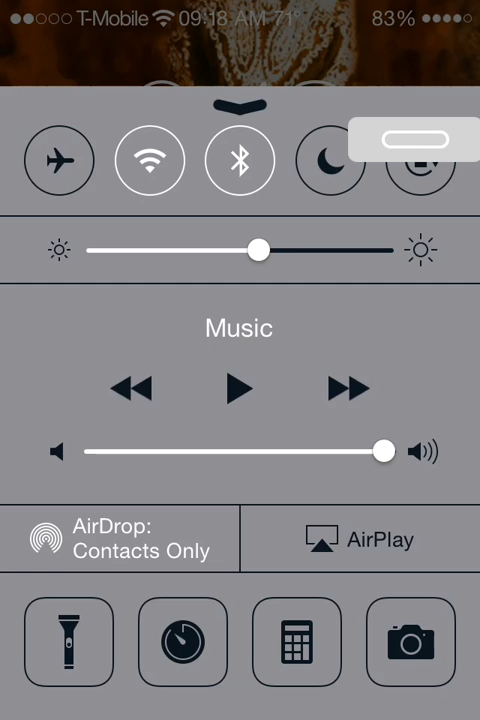 T-Mobile 09:18 AM 71° 83%
Music
AirDrop:
Contacts Only
AirPlay